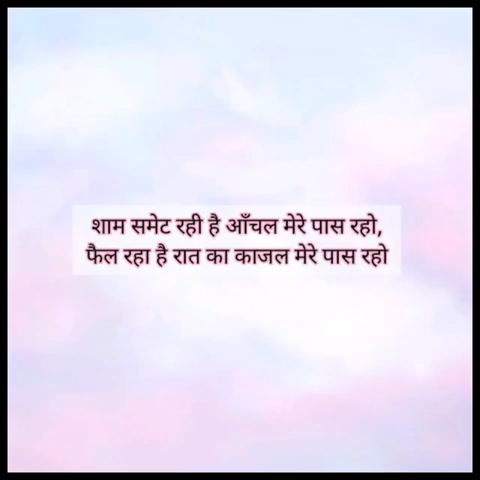 शाम समेट रही है आँचल मेरे पास रहो,
फैल रहा है रात का काजल मेरे पास रहो